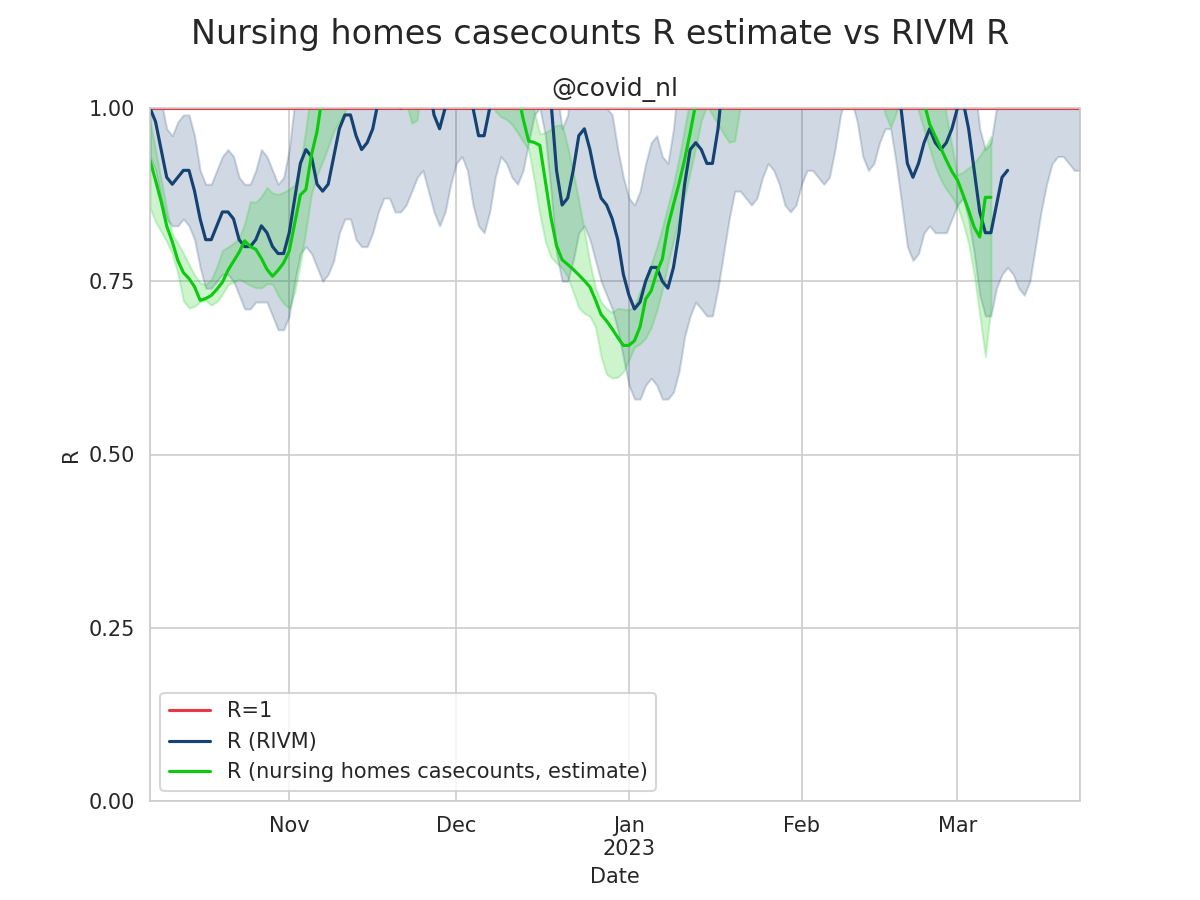 Nursing homes casecounts R estimate vs RIVM R
@covid_nl
1.00
0.75
0.50
0.25
0.00
R
R=1
R (RIVM)
R (nursing homes casecounts, estimate)
Nov
Dec
Jan
2023
Feb
Mar
Date